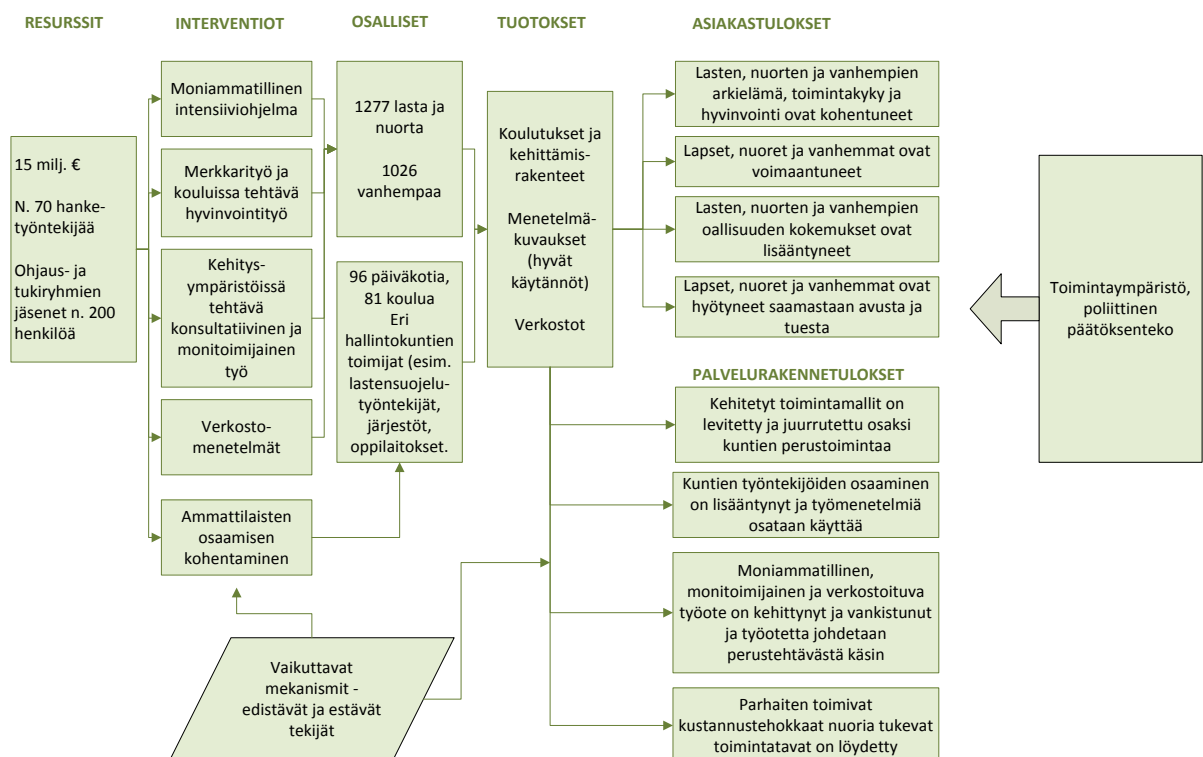 RESURSSIT
INTERVENTIOT
OSALLISET
TUOTOKSET
ASIAKASTULOKSET
15 milj. €
N. 70 hanke-
työntekijää
Ohjaus- ja
tukiryhmien
jäsenet n. 200
henkilöä
Moniammatillinen
intensiiviohjelma
Merkkarityö ja
kouluissa tehtävä
hyvinvointityö
Kehitys-
ympäristöissä
tehtävä
konsultatiivinen ja
monitoimijainen
työ
Verkosto-
menetelmät
Ammattilaisten
osaamisen
kohentaminen
1277 lasta ja
nuorta
1026
vanhempaa
96 päiväkotia,
81 koulua
Eri
hallintokuntien
toimijat (esim.
lastensuojelu-
työntekijät,
järjestöt,
oppilaitokset.
Koulutukset ja
kehittämis-
rakenteet
Menetelmä-
kuvaukset
(hyvät
käytännöt)
Verkostot
Lasten, nuorten ja vanhempien
arkielämä, toimintakyky ja
hyvinvointi ovat kohentuneet
Lapset, nuoret ja vanhemmat ovat
voimaantuneet
Lasten, nuorten ja vanhempien
oallisuuden kokemukset ovat
lisääntyneet
Lapset, nuoret ja vanhemmat ovat
hyötyneet saamastaan avusta ja
tuesta
PALVELURAKENNETULOKSET
Kehitetyt toimintamallit on
levitetty ja juurrutettu osaksi
kuntien perustoimintaa
Kuntien työntekijöiden osaaminen
on lisääntynyt ja työmenetelmiä
osataan käyttää
Moniammatillinen,
monitoimijainen ja verkostoituva
työote on kehittynyt ja vankistunut
ja työotetta johdetaan
perustehtävästä käsin
Parhaiten toimivat
kustannustehokkaat nuoria tukevat
toimintatavat on löydetty
Toimintaympäristö,
poliittinen
päätöksenteko
Vaikuttavat
mekanismit -
edistävät ja estävät
tekijät